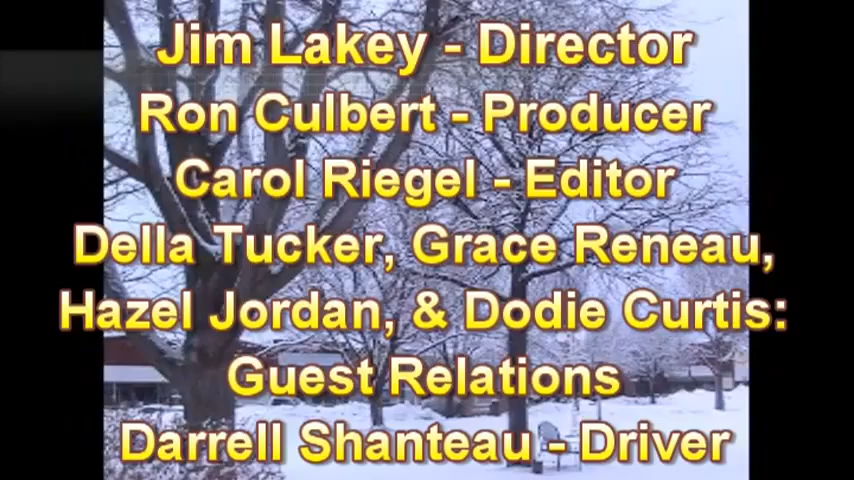 Jim Lakey - Director
Ron Culbert - Producer
Carol Riegel - Editor
Della Tucker, Grace Reneau,
Hazel Jordan, & Dodie Curtis:
Guest Relations
Darrell Shanteau - Driver